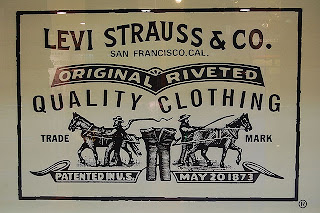 LEVI STRAUSS & CO.
SAN FRANCISCO.CAL.
ORIGINAL RIVETED
QUALITY CLOTHING
TRADE MARK
PATENTED IN U.S. MAY 20 1873